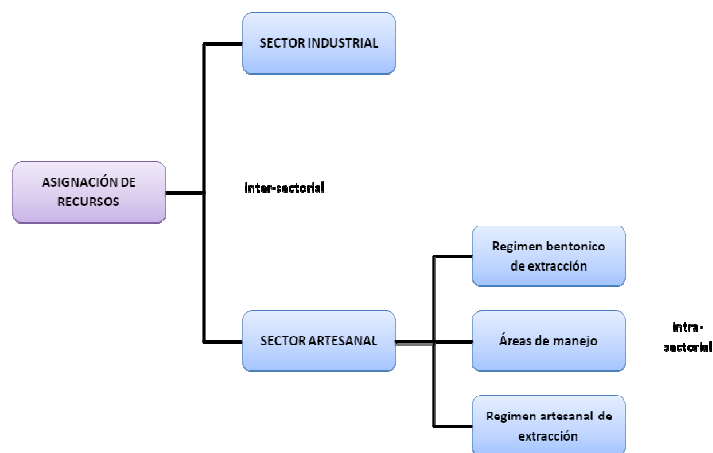 SECTOR INDUSTRIAL
ASIGNACIÓN DE
RECURSOS
inter-sectorial
Regimen bentonico
de extracción
SECTOR ARTESANAL
Áreas de manejo
intra-
sectorial
Regimen artesanal de
extracción